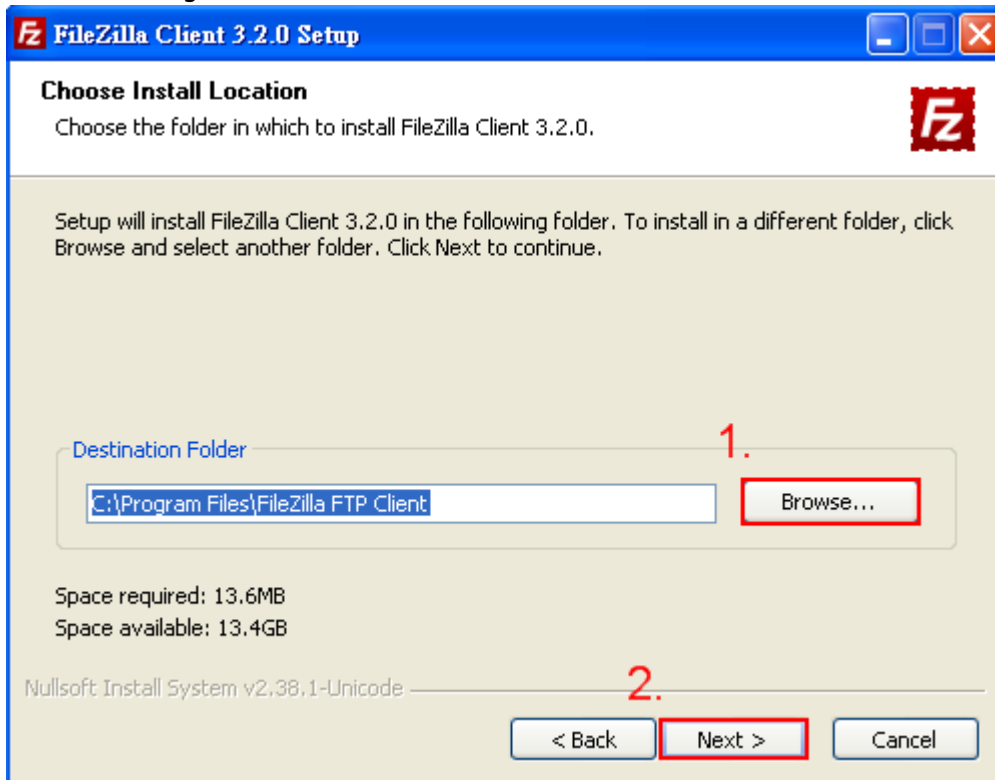 FileZilla Client 3.2.0 Setup
Choose Install Location
Choose the folder in which to install FileZilla Client 3.2.0.
Fz
Setup will install FileZilla Client 3.2.0 in the following folder. To install in a different folder, click
Browse and select another folder. Click Next to continue.
1.
Destination Folder
C:\Program Files\FileZilla FTP Client
Browse...
Space required: 13.6MB
Space available: 13.4GB
Nullsoft Install System v2.38.1-Unicode
2.
< Back
Next >
Cancel